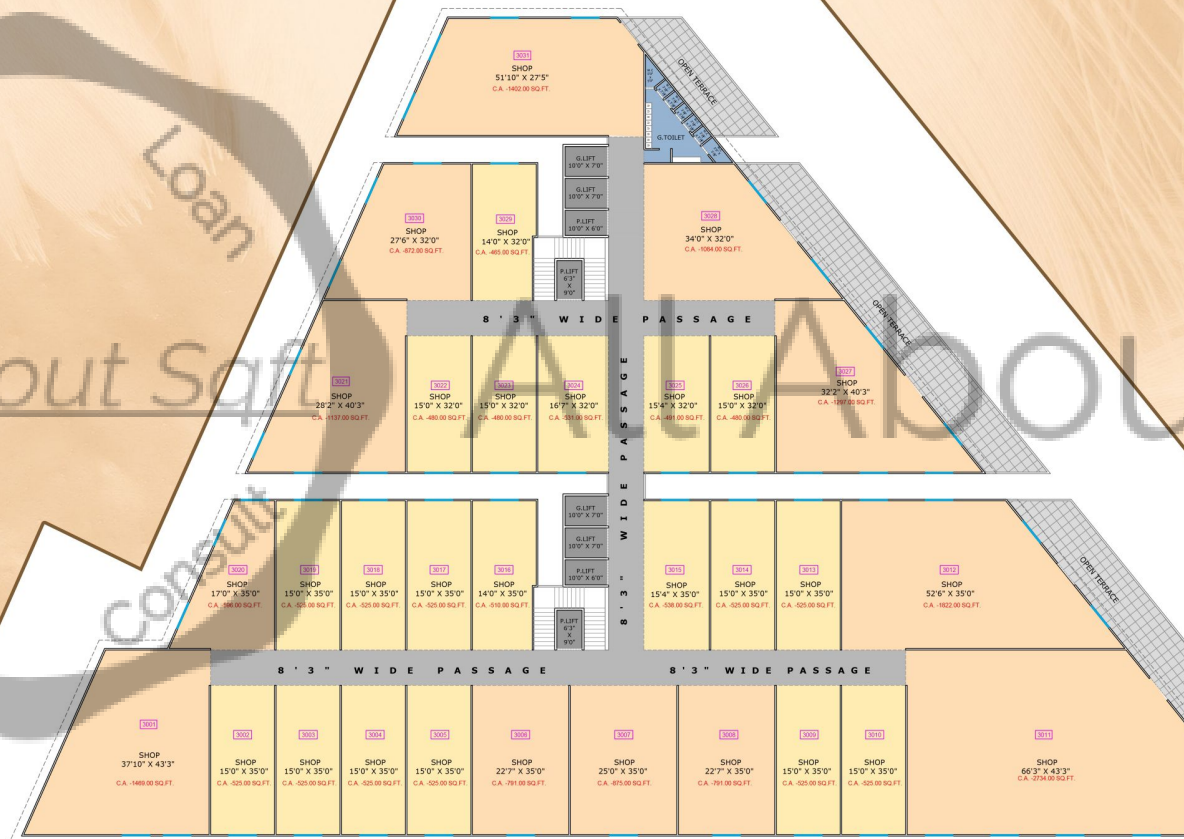 3031
SHOP
51'10" X 27'5"
C.A. -1402.00 SQ.FT.
OPEN TERRACE
G.TOILET
G.LIFT
10'0" X 7'0"
G.LIFT
10'0" X 7'0"
P.LIFT
10'0" X 6'0"
P.LIFT
6'3"
X
9'0"
3030
SHOP
27'6" X 32'0"
C.A. -872.00 SQ.FT.
3029
SHOP
14'0" X 32'0"
C.A. -465.00 SQ.FT.
3028
SHOP
34'0" X 32'0"
C.A. -1084.00 SQ.FT.
OPEN TERRACE
8'3" WIDE PASSAGE
8'3" WIDE PASSAGE
3021
SHOP
28'2" X 40'3"
C.A. -1137.00 SQ.FT.
3022
SHOP
15'0" X 32'0"
C.A. -480.00 SQ.FT.
3023
SHOP
15'0" X 32'0"
C.A. -480.00 SQ.FT.
3024
SHOP
16'7" X 32'0"
C.A. -531.00 SQ.FT.
3025
SHOP
15'4" X 32'0"
C.A. -491.00 SQ.FT.
3026
SHOP
15'0" X 32'0"
C.A. -480.00 SQ.FT.
3027
SHOP
32'2" X 40'3"
C.A. -1297.00 SQ.FT.
Loan
out Sqft
All Abou
Consult
G.LIFT
10'0" X 7'0"
G.LIFT
10'0" X 7'0"
P.LIFT
10'0" X 6'0"
P.LIFT
6'3"
X
9'0"
3020
SHOP
17'0" X 35'0"
C.A. -596.00 SQ.FT.
3019
SHOP
15'0" X 35'0"
C.A. -525.00 SQ.FT.
3018
SHOP
15'0" X 35'0"
C.A. -525.00 SQ.FT.
3017
SHOP
15'0" X 35'0"
C.A. -525.00 SQ.FT.
3016
SHOP
14'0" X 35'0"
C.A. -510.80 SQ.FT.
3015
SHOP
15'4" X 35'0"
C.A. -538.00 SQ.FT.
3014
SHOP
15'0" X 35'0"
C.A. -525.00 SQ.FT.
3013
SHOP
15'0" X 35'0"
C.A. -525.00 SQ.FT.
3012
SHOP
52'6" X 35'0"
C.A. -1622.00 SQ.FT.
OPEN TERRACE
8'3" WIDE PASSAGE
8'3" WIDE PASSAGE
3001
SHOP
37'10" X 43'3"
C.A. -1469.00 SQ.FT.
3002
SHOP
15'0" X 35'0"
C.A. -525.00 SQ.FT.
3003
SHOP
15'0" X 35'0"
C.A. -525.00 SQ.FT.
3004
SHOP
15'0" X 35'0"
C.A. -525.00 SQ.FT.
3005
SHOP
15'0" X 35'0"
C.A. -525.00 SQ.FT.
3006
SHOP
22'7" X 35'0"
C.A. -791.00 SQ.FT.
3007
SHOP
25'0" X 35'0"
C.A. -875.00 SQ.FT.
3008
SHOP
22'7" X 35'0"
C.A. -791.00 SQ.FT.
3009
SHOP
15'0" X 35'0"
C.A. -525.00 SQ.FT.
3010
SHOP
15'0" X 35'0"
C.A. -525.00 SQ.FT.
3011
SHOP
66'3" X 43'3"
C.A. -2734.00 SQ.FT.